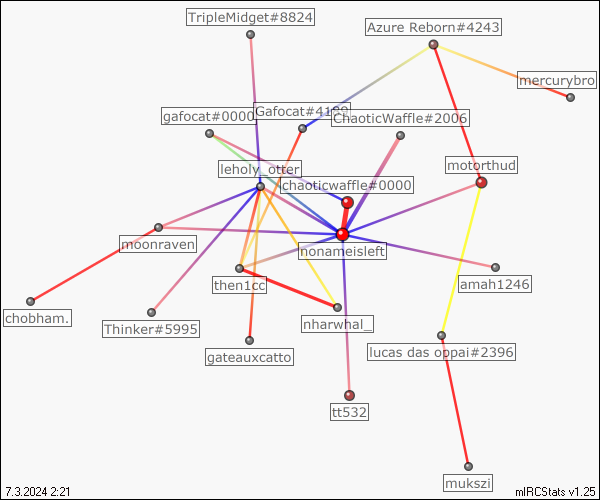 TripleMidget#8824
Azure Reborn#4243
mercurybro
gafocat#0000
Gafocat#4189
ChaoticWaffle#2006
leholy_otter
motorthud
chaoticwaffle#0000
moonraven
nonameisleft
then1cc
amah1246
chobham.
Thinker#5995
nharwhal_
gateauxcatto
lucas das oppai#2396
tt532
mukszi
7.3.2024 2:21
mIRCStats v1.25